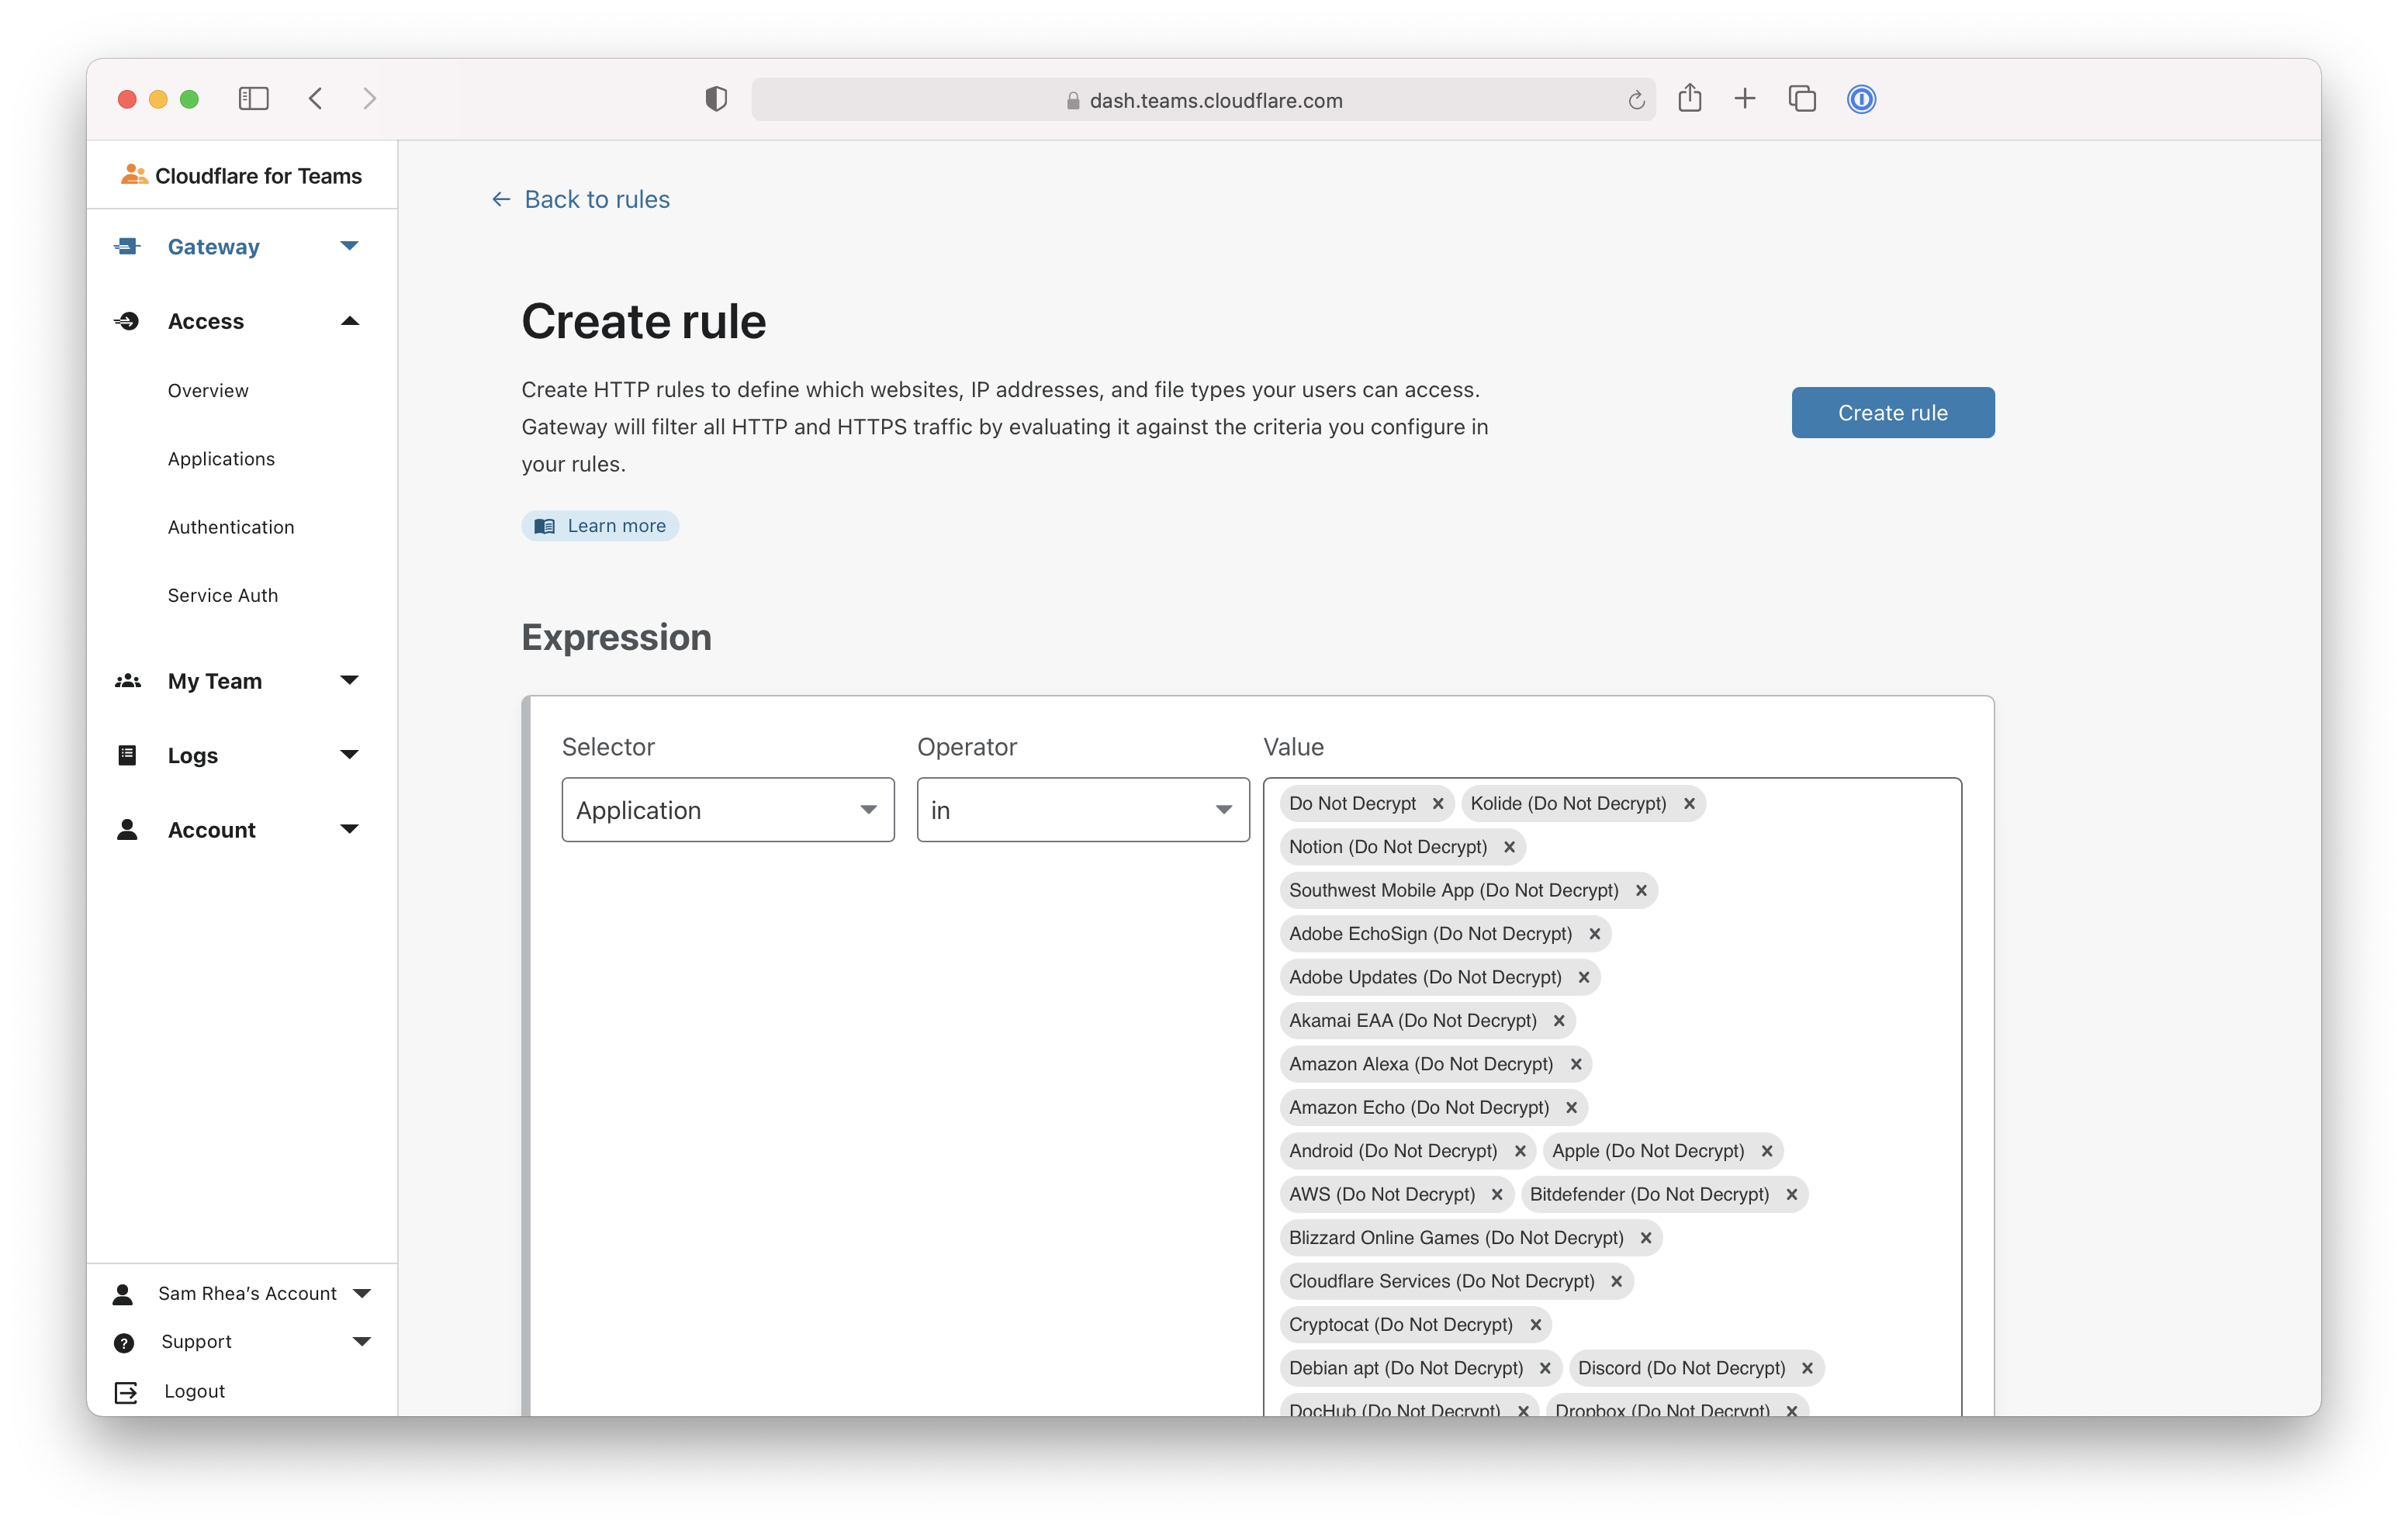 dash.teams.cloudflare.com
Cloudflare for Teams
Gateway
Access
Overview
Applications
Authentication
Service Auth
My Team
Logs
Account
Sam Rhea’s Account
Support
Logout
Back to rules
Create rule
Create HTTP rules to define which websites, IP addresses, and file types your users can access.
Gateway will filter all HTTP and HTTPS traffic by evaluating it against the criteria you configure in
your rules.
Create rule
Learn more
Expression
Selector Operator Value
Application in
Do Not Decrypt Kolide (Do Not Decrypt)
Notion (Do Not Decrypt)
Southwest Mobile App (Do Not Decrypt)
Adobe EchoSign (Do Not Decrypt)
Adobe Updates (Do Not Decrypt)
Akamai EAA (Do Not Decrypt)
Amazon Alexa (Do Not Decrypt)
Amazon Echo (Do Not Decrypt)
Android (Do Not Decrypt) Apple (Do Not Decrypt)
AWS (Do Not Decrypt) Bitdefender (Do Not Decrypt)
Blizzard Online Games (Do Not Decrypt)
Cloudflare Services (Do Not Decrypt)
Cryptocat (Do Not Decrypt)
Debian apt (Do Not Decrypt) Discord (Do Not Decrypt)
DocHub (Do Not Decrypt) Dropbox (Do Not Decrypt)